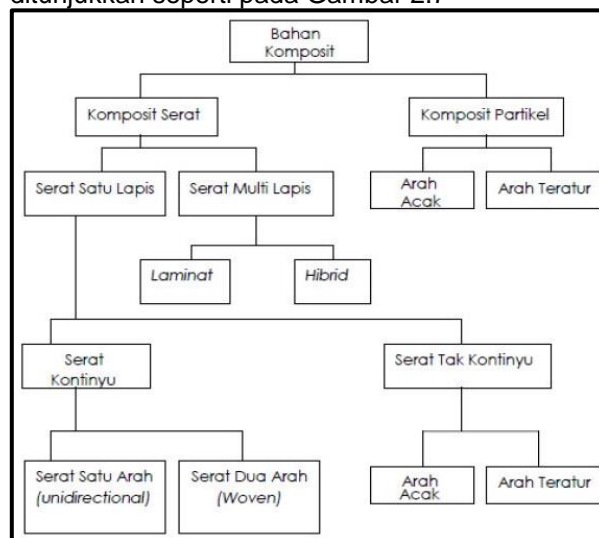 ditunjukkan seperti pada Gambar 2.7
Bahan
Komposit
Komposit Serat
Komposit Partikel
Serat Satu Lapis
Serat Multi Lapis
Arah
Acak
Arah Teratur
Laminat
Hibrid
Serat
Kontinyu
Serat Tak Kontinyu
Serat Satu Arah
(unidirectional)
Serat Dua Arah
(Woven)
Arah
Acak
Arah Teratur